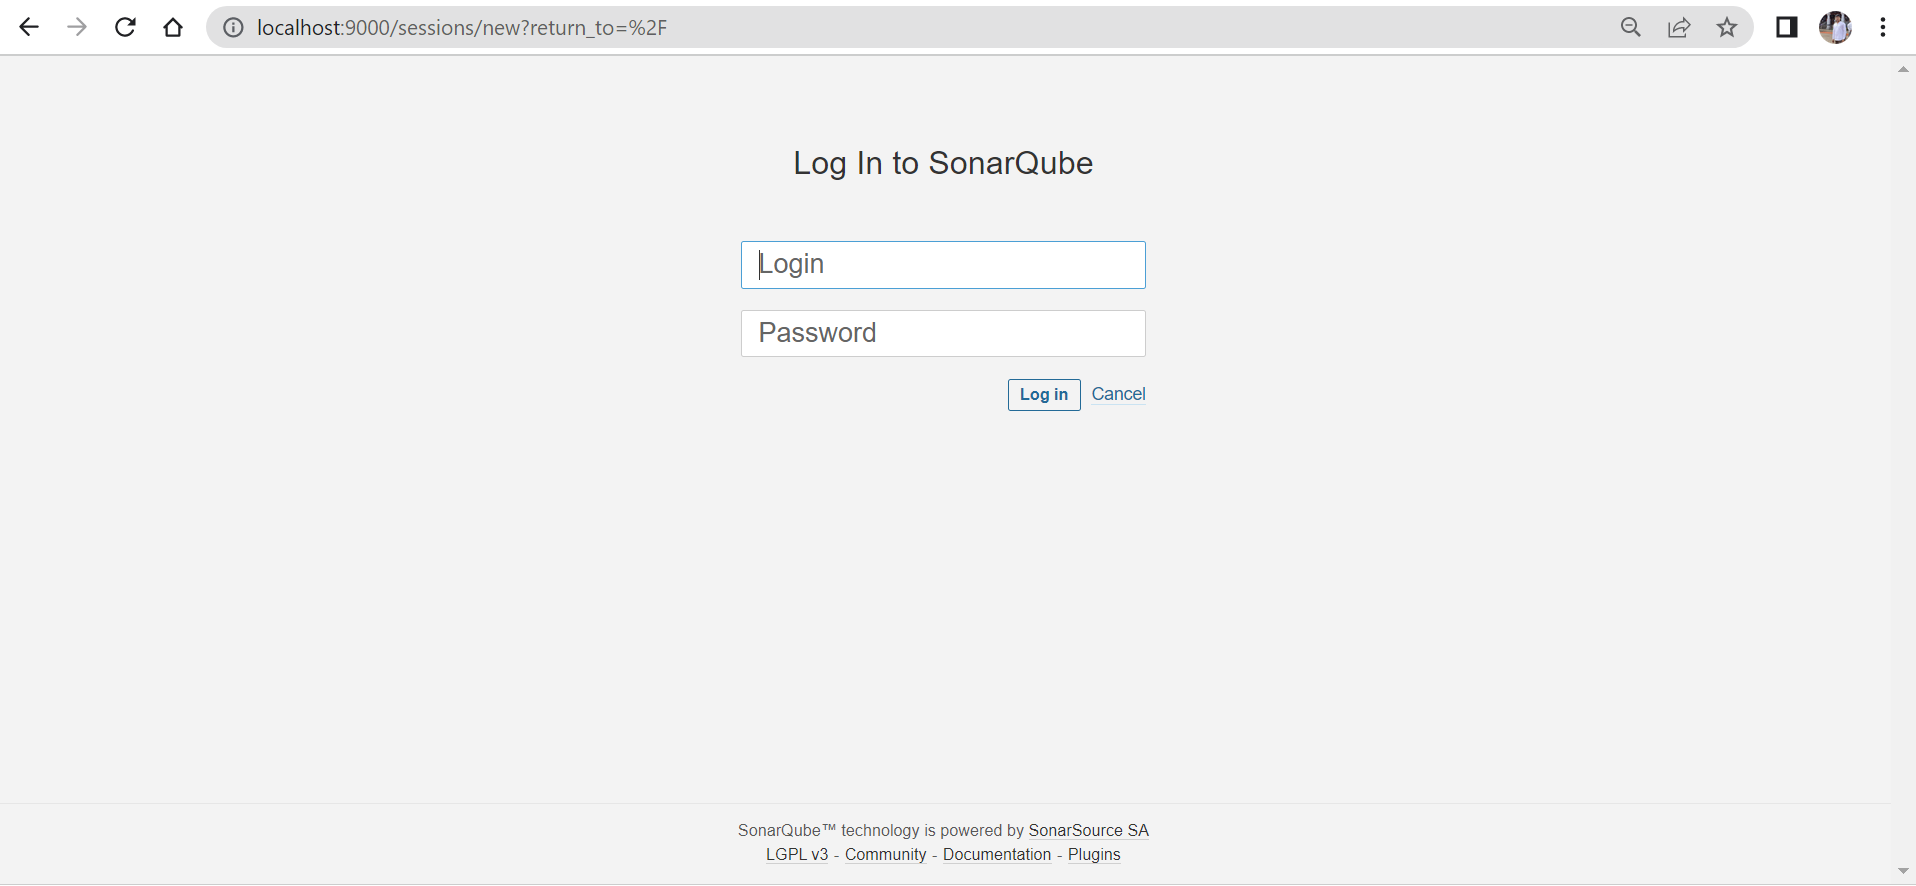 localhost:9000/sessions/new?return_to=%2F
Log In to SonarQube
Login
Password
Log in Cancel
SonarQube™ technology is powered by SonarSource SA
LGPL v3 - Community - Documentation - Plugins